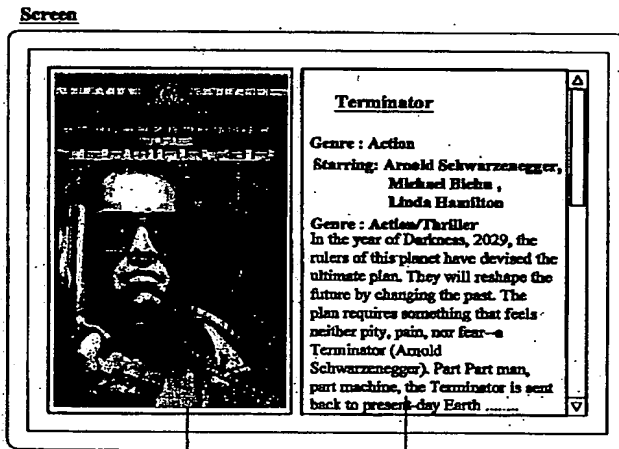 Screen
Terminator
Genre : Action
Starring: Arnold Schwarzenegger,
Michael Biehn ,
Linda Hamilton
Genre : Action/Thriller
In the year of Darkness, 2029, the
rulers of this planet have devised the
ultimate plan. They will reshape the
future by changing the past. The
plan requires something that feels
neither pity, pain, nor fear--a
Terminator (Arnold
Schwarzenegger). Part Part man,
part machine, the Terminator is sent
back to present-day Earth ........